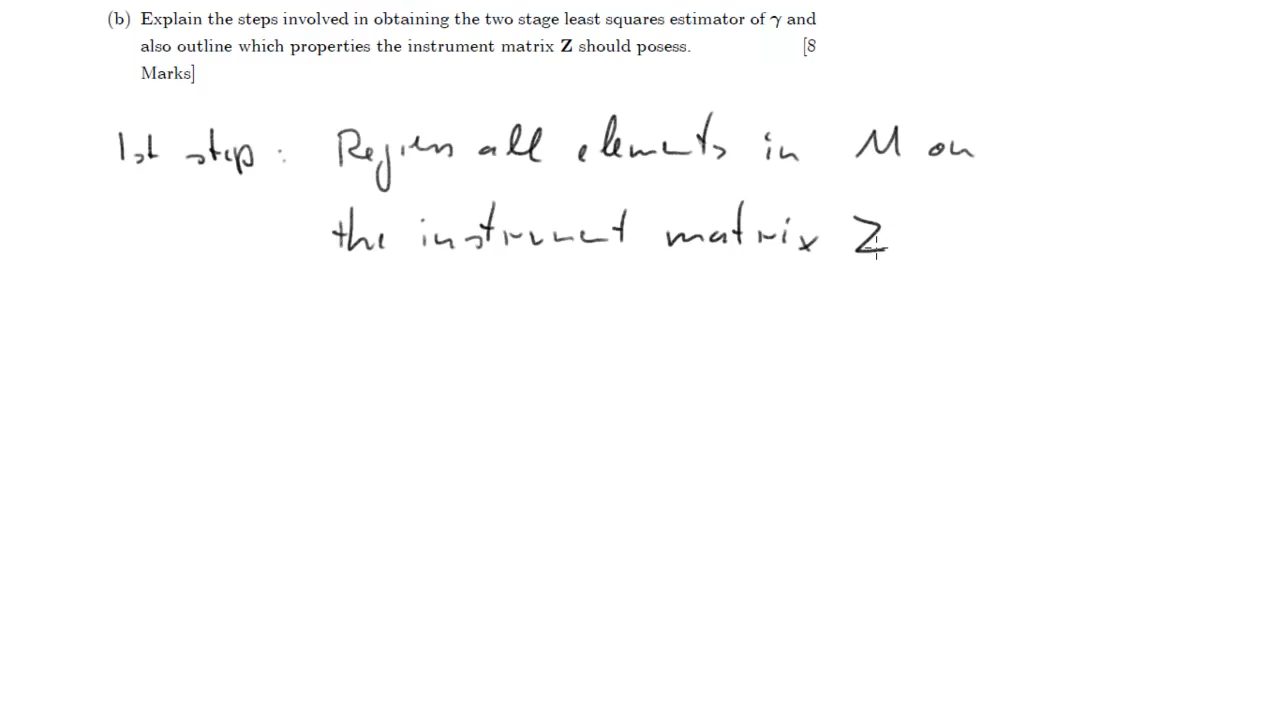 (b) Explain the steps involved in obtaining the two stage least squares estimator of γ and
also outline which properties the instrument matrix Z should posess. [8
Marks]
1st step: Regress all elements in M on
the instrument matrix Z